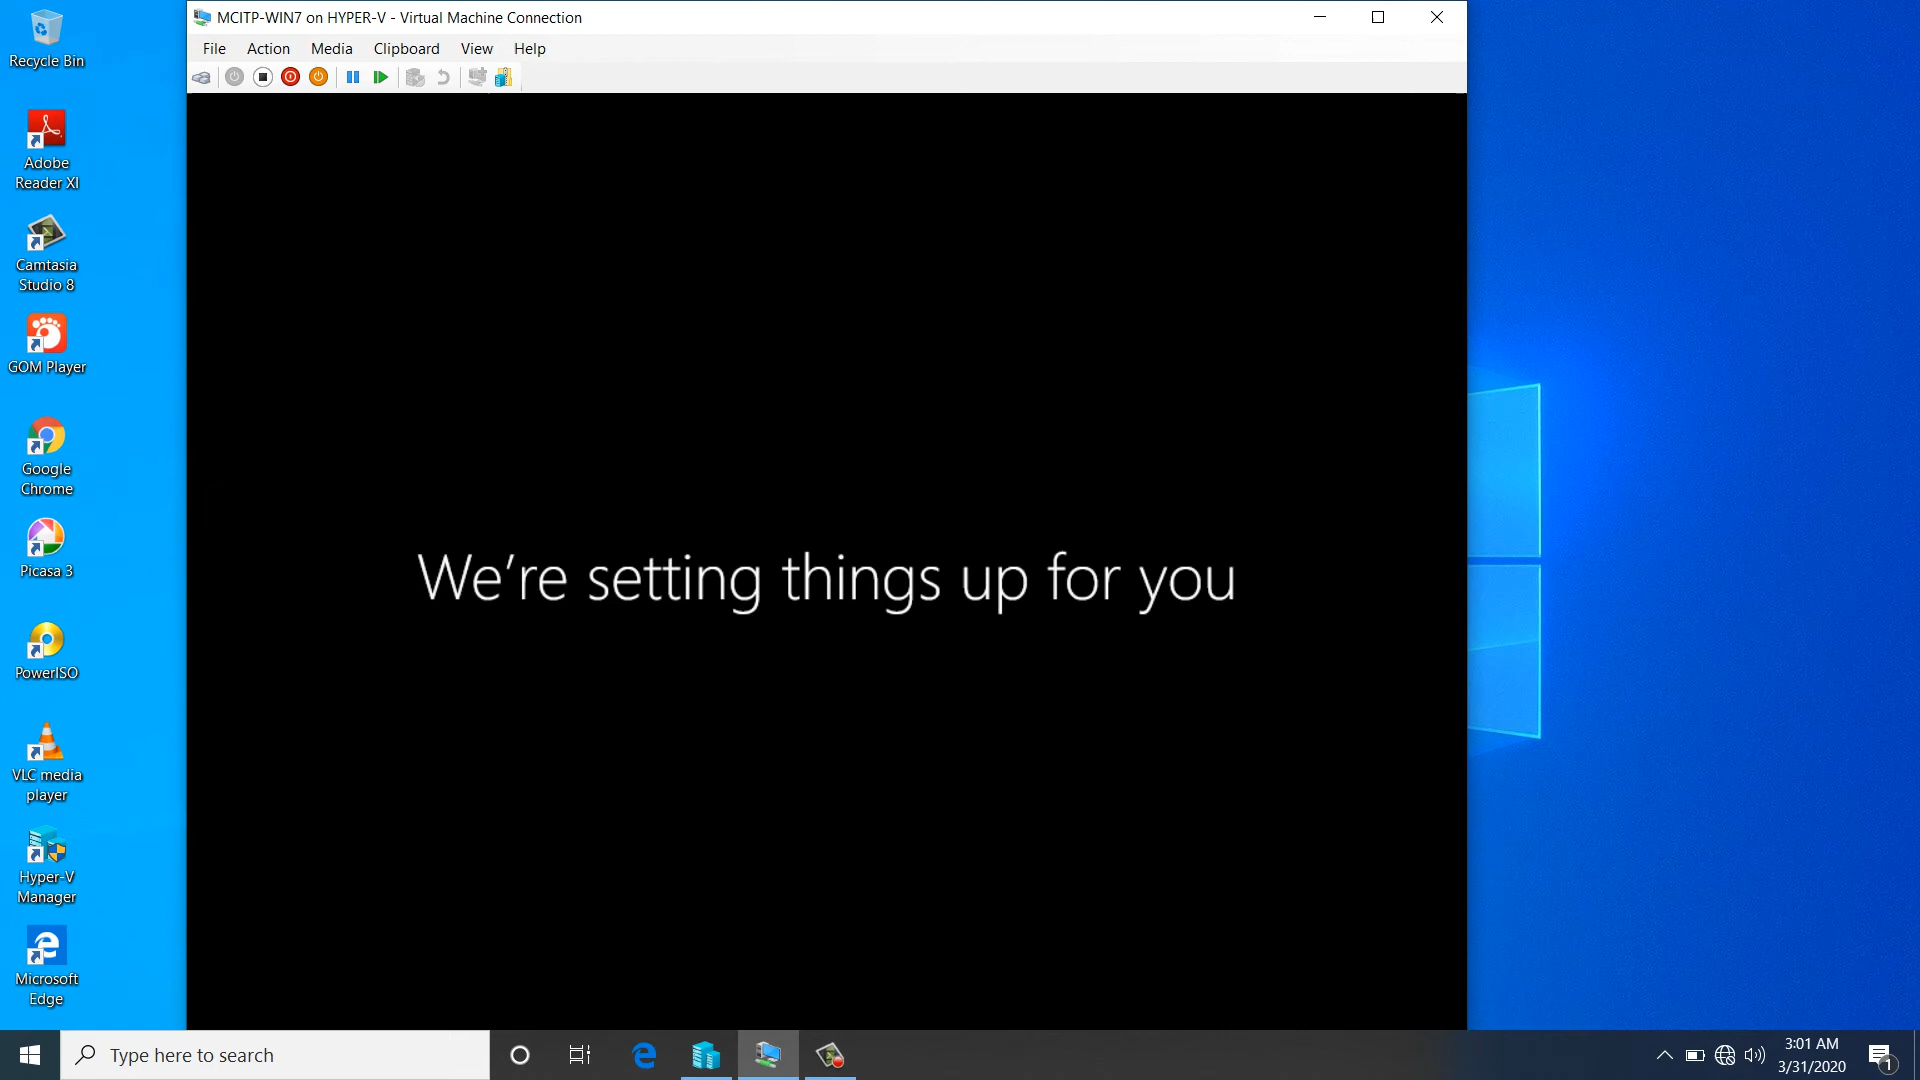 MCITP-WIN7 on HYPER-V - Virtual Machine Connection
File Action Media Clipboard View Help
Recycle Bin
Adobe
Reader XI
Camtasia
Studio 8
GOM Player
Google
Chrome
Picasa 3
PowerISO
VLC media
player
Hyper-V
Manager
Microsoft
Edge
We're setting things up for you
Type here to search
3:01 AM
3/31/2020
1